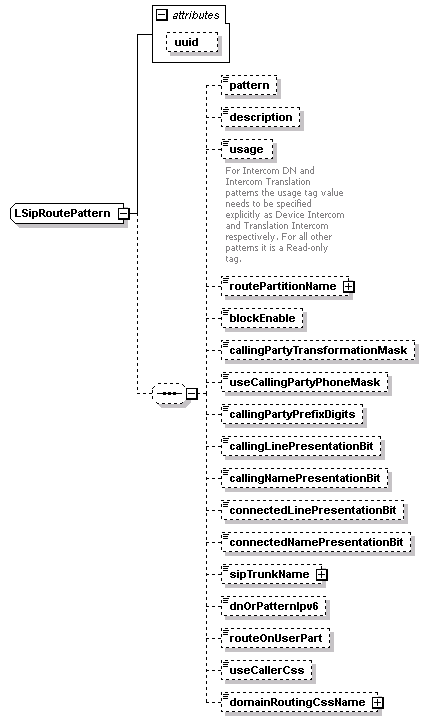 attributes
uuid
pattern
description
usage
For Intercom DN and
Intercom Translation
patterns the usage tag value
needs to be specified
explicitly as Device Intercom
and Translation Intercom
respectively. For all other
patterns it is a Read-only
tag.
LSipRoutePattern
routePartitionName
blockEnable
callingPartyTransformationMask
useCallingPartyPhoneMask
callingPartyPrefixDigits
callingLinePresentationBit
callingNamePresentationBit
connectedLinePresentationBit
connectedNamePresentationBit
sipTrunkName
dnOrPatternIpv6
routeOnUserPart
useCallerCss
domainRoutingCssName